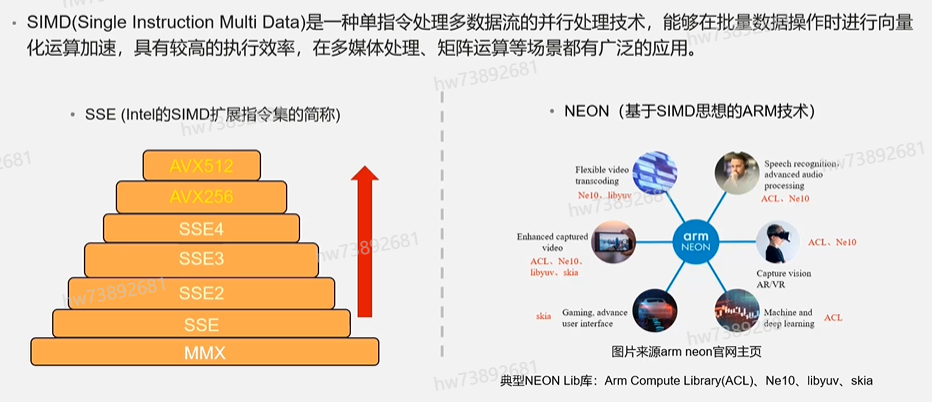 • SIMD(Single Instruction Multi Data)是一种单指令处理多数据流的并行处理技术，能够在批量数据操作时进行向量
化运算加速，具有较高的执行效率，在多媒体处理、矩阵运算等场景都有广泛的应用。
• SSE (Intel的SIMD扩展指令集的简称)
AVX512
AVX256
SSE4
SSE3
SSE2
SSE
MMX
• NEON（基于SIMD思想的ARM技术）
Flexible video
transcoding
Ne10、libyuv
Speech recognition,
advanced audio
processing
ACL、Ne10
Enhanced captured
video
ACL、Ne10、
libyuv、skia
arm
NEON
ACL、Ne10
Capture vision
AR/VR
skia
Gaming, advance
user interface
Machine and
deep learning
ACL
图片来源arm neon官网主页
典型NEON Lib库：Arm Compute Library(ACL)、Ne10、libyuv、skia
hw73892681
hw73892681
hw73892681
hw73892681
hw73892681
hw73892681
hw73892681
hw73892681
hw73892681